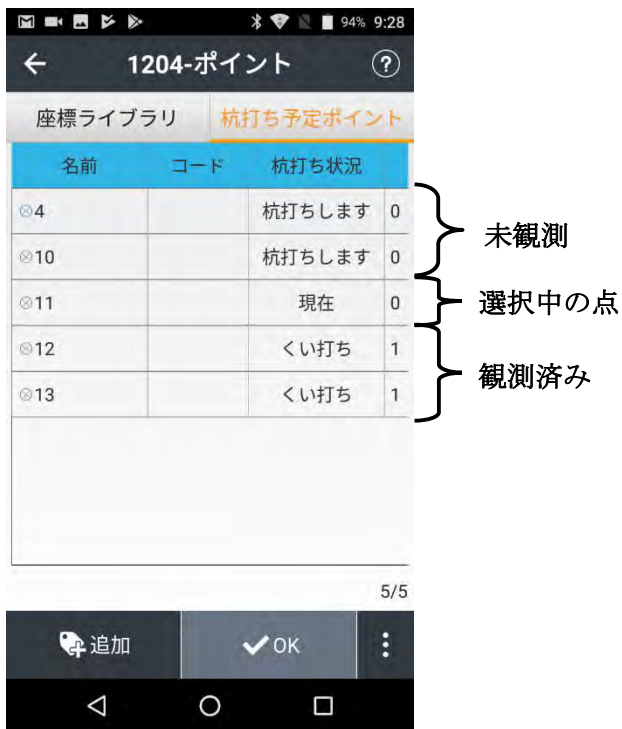 94% 9:28
1204-ポイント ?
座標ライブラリ 杭打ち予定ポイント
名前 コード 杭打ち状況
4 杭打ちします 0
10 杭打ちします 0
未観測
11 現在 0
選択中の点
12 くい打ち 1
13 くい打ち 1
観測済み
5/5
追加 OK